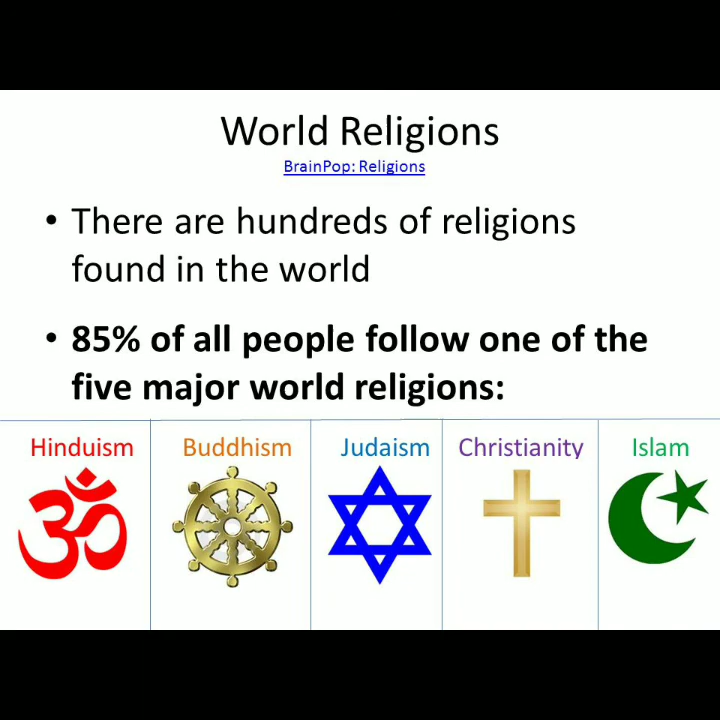 World Religions
BrainPop: Religions
• There are hundreds of religions
found in the world
• 85% of all people follow one of the
five major world religions:
Hinduism Buddhism Judaism Christianity Islam
ॐ